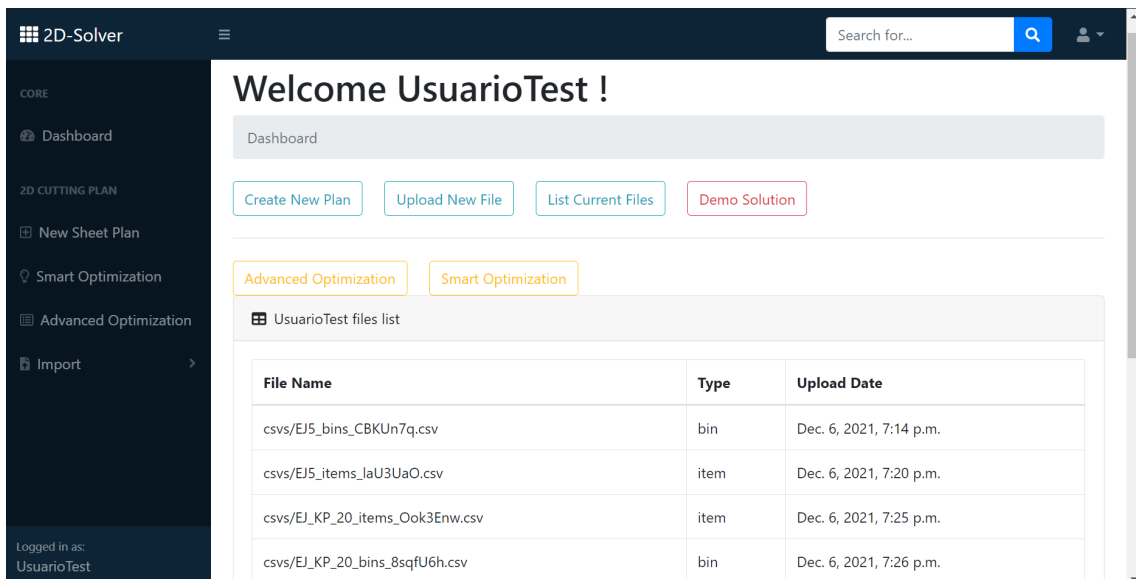 2D-Solver
Search for...
CORE
Dashboard
2D CUTTING PLAN
New Sheet Plan
Smart Optimization
Advanced Optimization
Import
Logged in as:
UsuarioTest
Welcome UsuarioTest !
Dashboard
Create New Plan Upload New File List Current Files Demo Solution
Advanced Optimization Smart Optimization
UsuarioTest files list
File Name Type Upload Date
csvs/EJ5_bins_CBKUn7q.csv bin Dec. 6, 2021, 7:14 p.m.
csvs/EJ5_items_laU3UaO.csv item Dec. 6, 2021, 7:20 p.m.
csvs/EJ_KP_20_items_Ook3Enw.csv item Dec. 6, 2021, 7:25 p.m.
csvs/EJ_KP_20_bins_8sqfU6h.csv bin Dec. 6, 2021, 7:26 p.m.